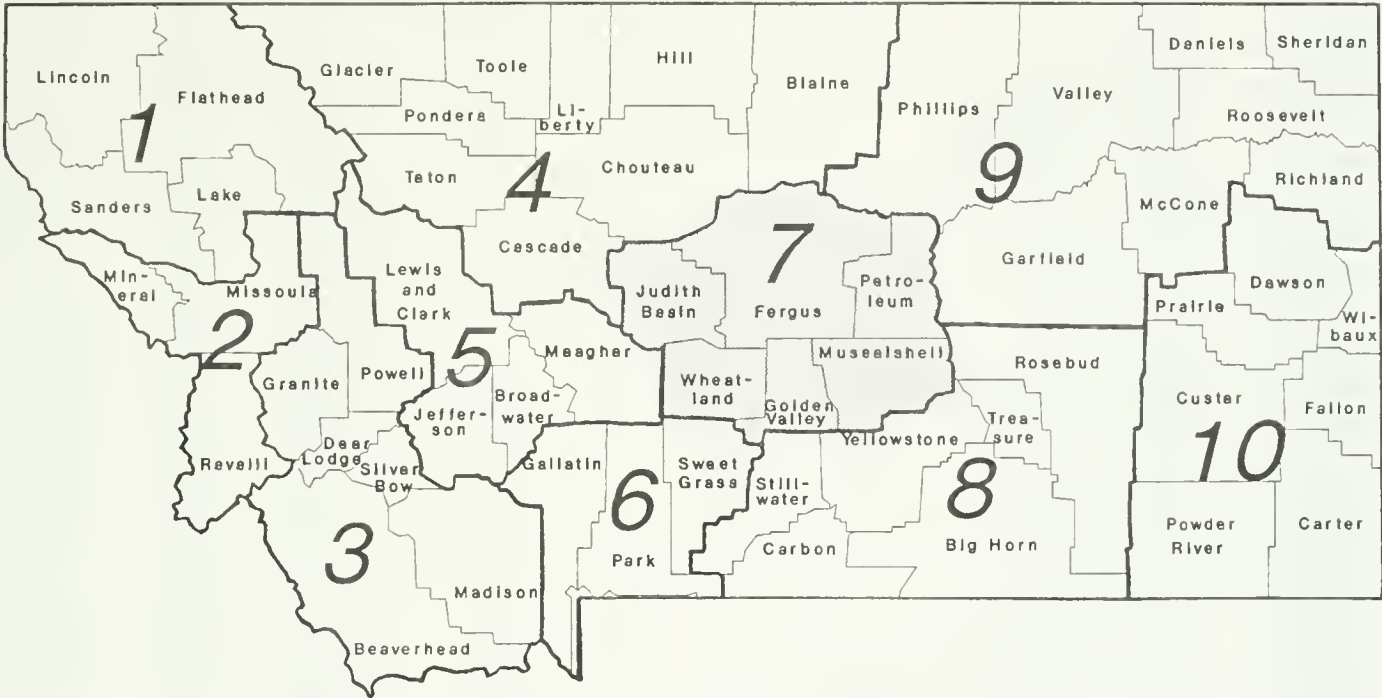 Lincoln
Flathead
1
Sanders
Lake
Glacier
Toole
Hill
Blaine
Pondera
Li-
berty
Taton
4
Chouteau
Cascade
Phillips
Valley
Daniels
Sheridan
Roosevelt
9
McCone
Richland
Garfield
Min-
eral
Missoula
2
Ravalli
Granite
Powell
Deer
Lodge
Silver
Bow
3
Madison
Beaverhead
Lewis
and
Clark
5
Meagher
Broad-
water
Jeffer-
son
Gallatin
6
Sweet
Grass
Park
Judith
Basin
7
Fergus
Petro-
leum
Wheat-
land
Golden
Valley
Musealshell
Yellowstone
Trea-
sure
Rosebud
Still-
water
8
Carbon
Big Horn
Prairie
Dawson
Wi-
baux
Custer
Fallon
10
Powder
River
Carter